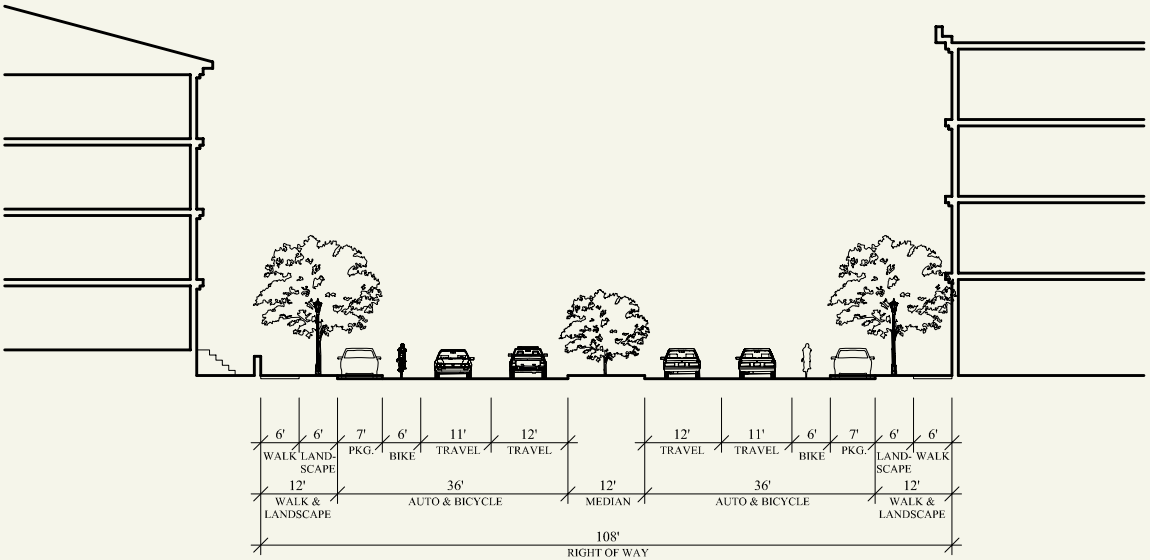 6' 6' 7' 6' 11' 12' 12' 11' 6' 7' 6' 6'
WALK LAND- PKG. BIKE TRAVEL TRAVEL TRAVEL TRAVEL BIKE PKG. LAND- WALK
SCAPE SCAPE
12' 36' 12' 36' 12'
WALK & AUTO & BICYCLE MEDIAN AUTO & BICYCLE WALK &
LANDSCAPE LANDSCAPE
108'
RIGHT OF WAY